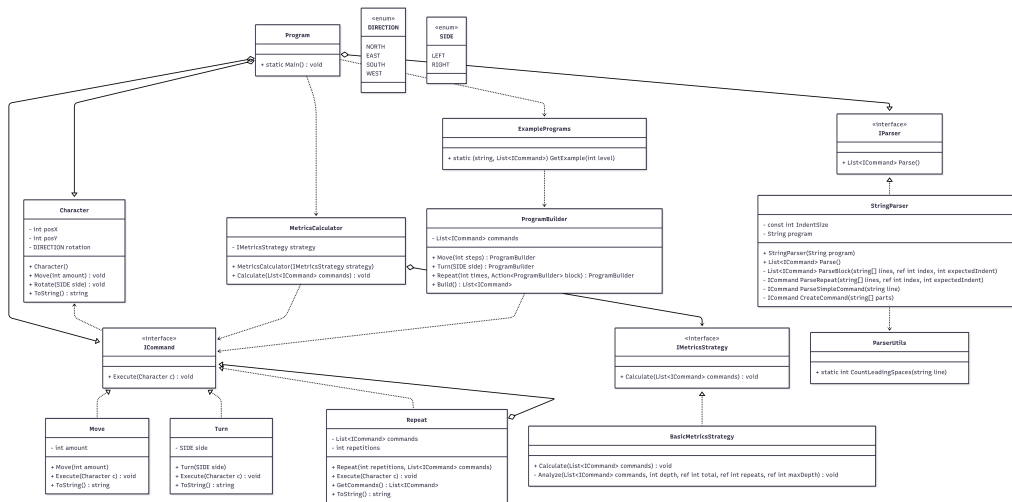 Program
+ static Main() : void
«enum»
DIRECTION
NORTH
EAST
SOUTH
WEST
«enum»
SIDE
LEFT
RIGHT
ExamplePrograms
+ static (string, List<ICommand>) GetExample(int level)
«interface»
IParser
+ List<ICommand> Parse()
Character
- int posX
- int posY
- DIRECTION rotation
+ Character()
+ Move(int amount) : void
+ Rotate(SIDE side) : void
+ ToString() : string
MetricaCalculator
- IMetricsStrategy strategy
+ MetricsCalculator(IMetricsStrategy strategy)
+ Calculate(List<ICommand> commands) : void
ProgramBuilder
- List<ICommand> commands
+ Move(int steps) : ProgramBuilder
+ Turn(SIDE side) : ProgramBuilder
+ Repeat(int times, Action<ProgramBuilder> block) : ProgramBuilder
+ Build() : List<ICommand>
StringParser
- const int IndentSize
- String program
+ StringParser(String program)
+ List<ICommand> Parse()
- List<ICommand> ParseBlock(string[] lines, ref int index, int expectedIndent)
- ICommand ParseRepeat(string[] lines, ref int index, int expectedIndent)
- ICommand ParseSimpleCommand(string line)
- ICommand CreateCommand(string[] parts)
«interface»
ICommand
+ Execute(Character c) : void
«interface»
IMetricsStrategy
+ Calculate(List<ICommand> commands) : void
ParserUtils
+ static int CountLeadingSpaces(string line)
Move
- int amount
+ Move(int amount)
+ Execute(Character c) : void
+ ToString() : string
Turn
- SIDE side
+ Turn(SIDE side)
+ Execute(Character c) : void
+ ToString() : string
Repeat
- List<ICommand> commands
- int repetitions
+ Repeat(int repetitions, List<ICommand> commands)
+ Execute(Character c) : void
+ GetCommands() : List<ICommand>
+ ToString() : string
BasicMetricsStrategy
+ Calculate(List<ICommand> commands) : void
- Analyze(List<ICommand> commands, int depth, ref int total, ref int repeats, ref int maxDepth) : void